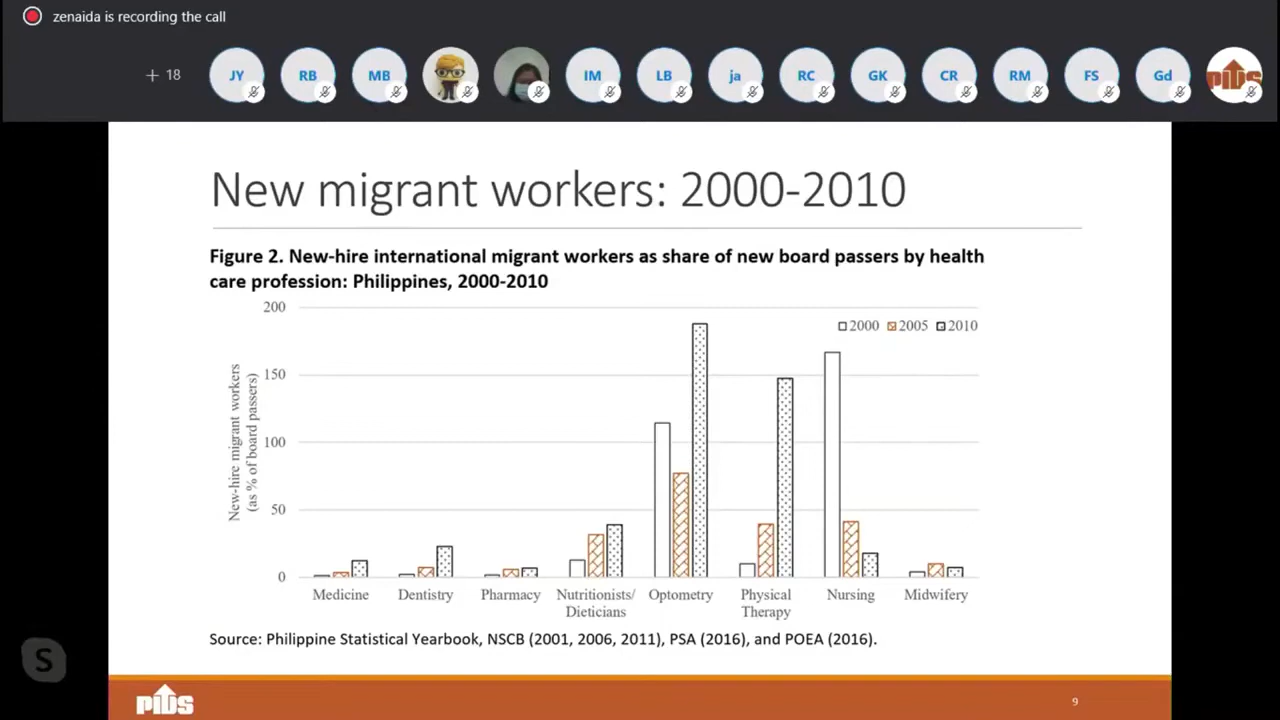 zenaida is recording the call
+ 18
JY
RB
MB
IM
LB
ja
RC
GK
CR
RM
FS
Gd
PIDS
New migrant workers: 2000-2010
Figure 2. New-hire international migrant workers as share of new board passers by health
care profession: Philippines, 2000-2010
New-hire migrant workers
(as % of board passers)
200
150
100
50
0
2000
2005
2010
Medicine
Dentistry
Pharmacy
Nutritionists/
Dieticians
Optometry
Physical
Therapy
Nursing
Midwifery
Source: Philippine Statistical Yearbook, NSCB (2001, 2006, 2011), PSA (2016), and POEA (2016).
S
PIDS
9